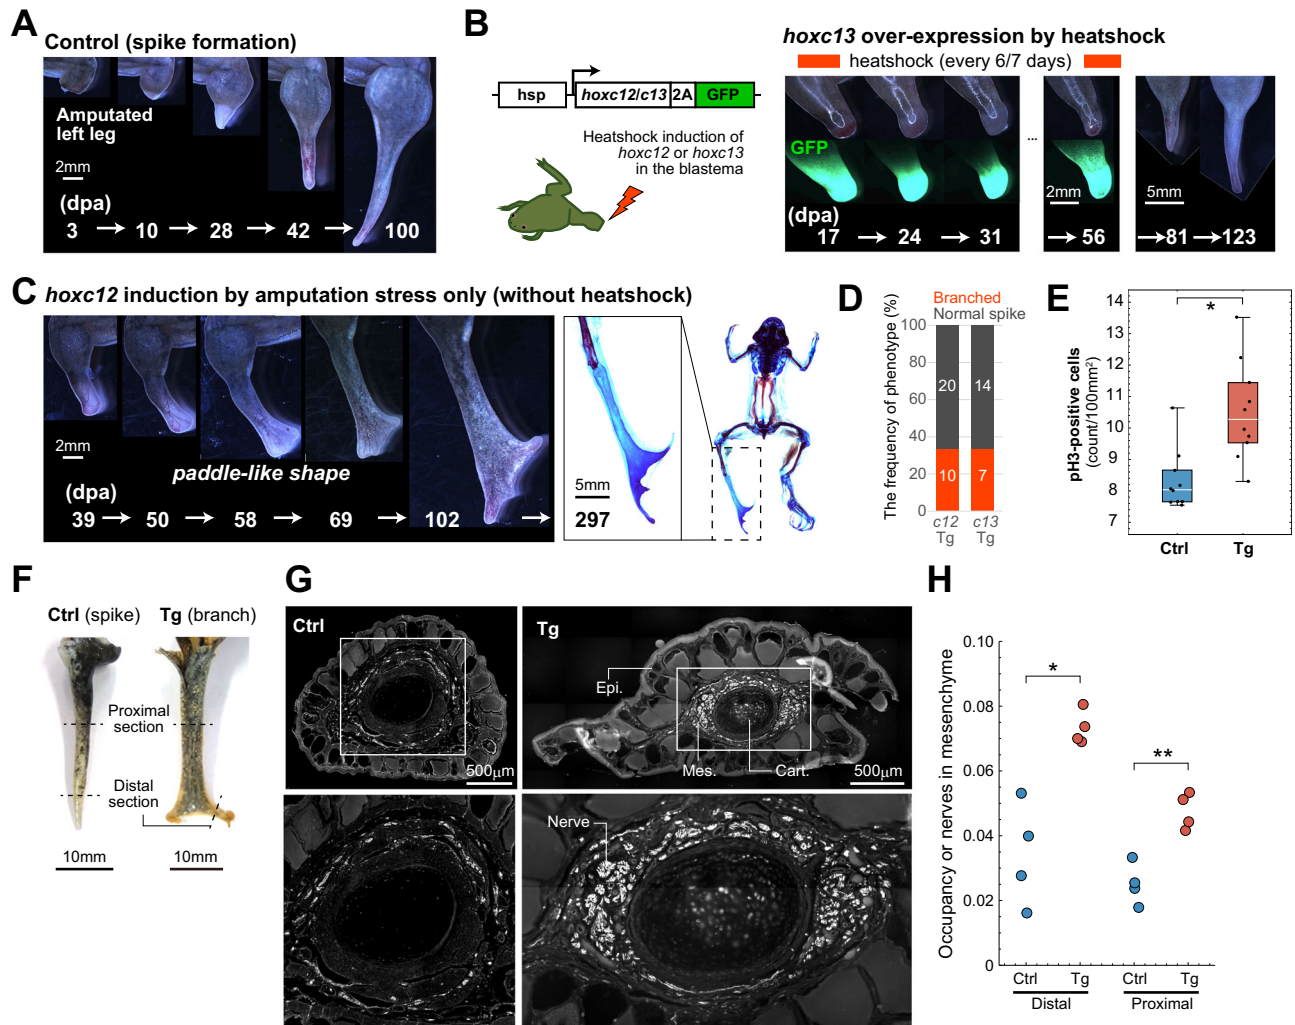 A
Control (spike formation)
Amputated
left leg
2mm
(dpa)
3 → 10 → 28 → 42 → 100
B
hsp
hoxc12/c13
2A
GFP
Heatshock induction of
hoxc12 or hoxc13
in the blastema
hoxc13 over-expression by heatshock
heatshock (every 6/7 days)
...
GFP
2mm
5mm
(dpa)
17 → 24 → 31 → 56 → 81 → 123
C
hoxc12 induction by amputation stress only (without heatshock)
2mm
paddle-like shape
(dpa)
39 → 50 → 58 → 69 → 102 →
5mm
297
D
Branched
Normal spike
The frequency of phenotype (%)
100
80
60
40
20
0
20
14
10
7
c12
Tg
c13
Tg
E
pH3-positive cells
(count/100mm²)
14
13
12
11
10
9
8
7
*
Ctrl
Tg
F
Ctrl (spike)
Tg (branch)
Proximal
section
Distal
section
10mm
10mm
G
Ctrl
500μm
Tg
Epi.
Mes.
Cart.
500μm
Nerve
H
Occupancy or nerves in mesenchyme
0.10
0.08
0.06
0.04
0.02
0
*
**
Ctrl
Tg
Ctrl
Tg
Distal
Proximal